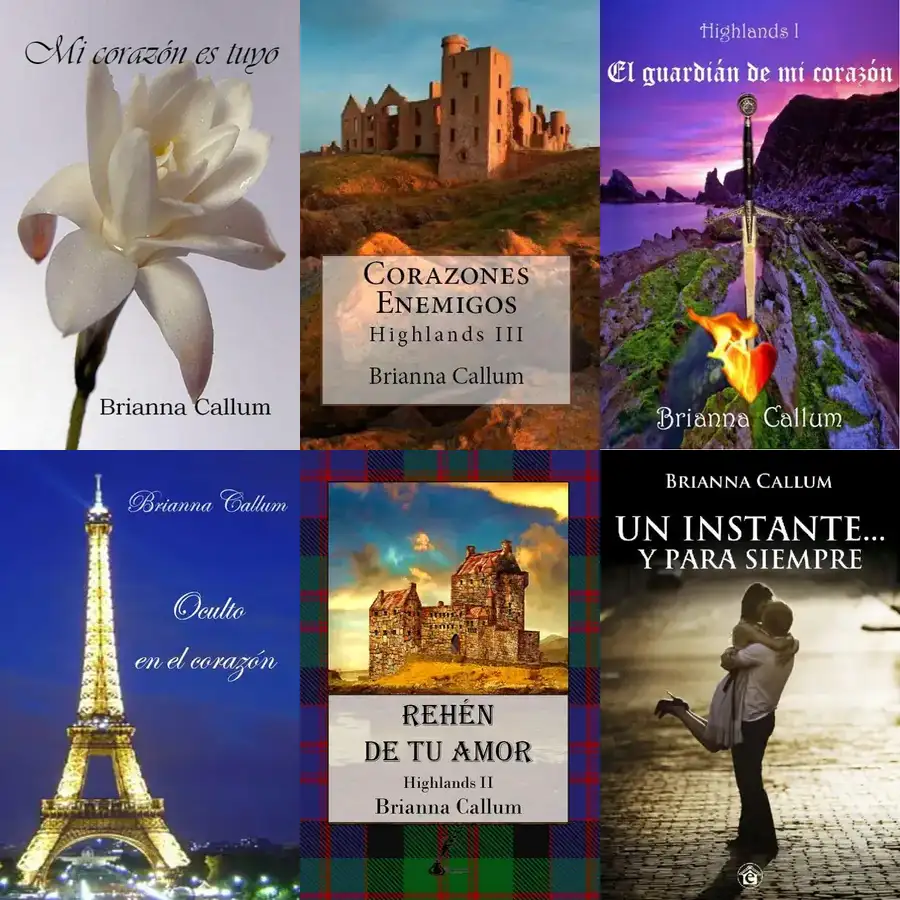 Mi corazón es tuyo
Brianna Callum
CORAZONES
ENEMIGOS
Highlands III
Brianna Callum
Highlands I
El guardián de mi corazón
Brianna Callum
Brianna Callum
Oculto
en el corazón
REHÉN
DE TU AMOR
Highlands II
Brianna Callum
BRIANNA CALLUM
UN INSTANTE...
Y PARA SIEMPRE
e